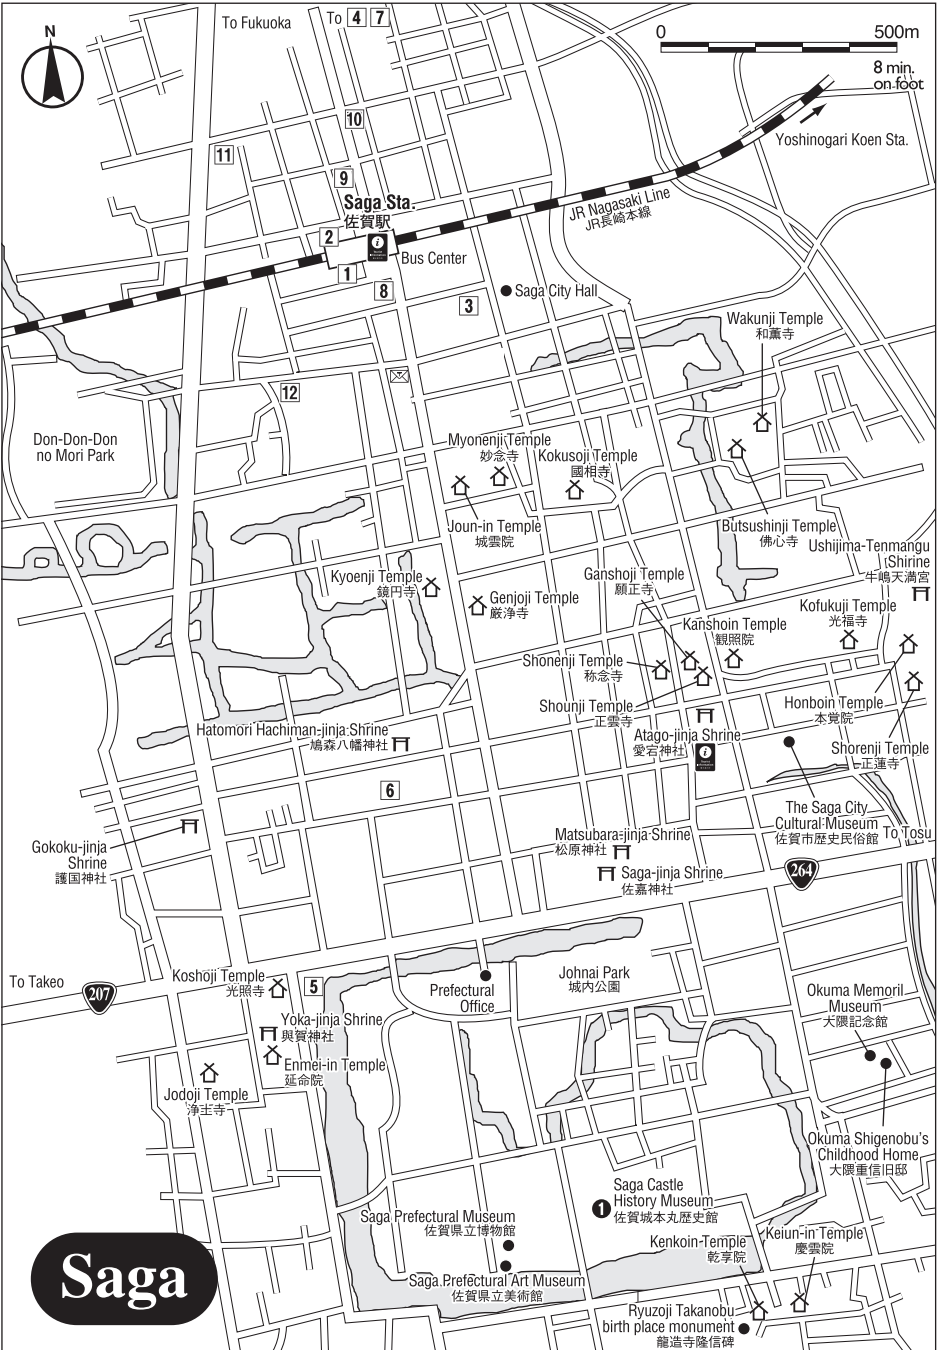 N
To Fukuoka
To 4 7
0 500m
8 min.
on foot
10
11
9
Yoshinogari Koen Sta.
Saga Sta.
佐賀駅
2
Bus Center
1
8
3
JR Nagasaki Line
JR長崎本線
Saga City Hall
Wakunji Temple
和薫寺
12
Don-Don-Don
no Mori Park
Myonenji Temple
妙念寺
Kokusoji Temple
國相寺
Joun-in Temple
城雲院
Butsushinji Temple
佛心寺
Ushijima-Tenmangu
Shirine
牛嶋天満宮
Kyoenji Temple
鏡円寺
Genjoji Temple
厳浄寺
Ganshoji Temple
願正寺
Kanshoin Temple
観照院
Kofukuji Temple
光福寺
Shonenji Temple
称念寺
Shounji Temple
正雲寺
Honboin Temple
本覚院
Hatomori Hachiman-jinja Shrine
鳩森八幡神社
Atago-jinja Shrine
愛宕神社
Shorenji Temple
正蓮寺
6
The Saga City
Cultural Museum
佐賀市歴史民俗館
To Tosu
Gokoku-jinja
Shrine
護国神社
Matsubara-jinja Shrine
松原神社
Saga-jinja Shrine
佐嘉神社
264
To Takeo
207
Koshoji Temple
光照寺
5
Prefectural
Office
Johnai Park
城内公園
Okuma Memoril
Museum
大隈記念館
Yoka-jinja Shrine
與賀神社
Enmei-in Temple
延命院
Jodoji Temple
浄土寺
Okuma Shigenobu's
Childhood Home
大隈重信旧邸
1
Saga Castle
History Museum
佐賀城本丸歴史館
Saga Prefectural Museum
佐賀県立博物館
Saga Prefectural Art Museum
佐賀県立美術館
Kenkoin Temple
乾享院
Keiun-in Temple
慶雲院
Ryuzoji Takanobu
birth place monument
龍造寺隆信碑
Saga